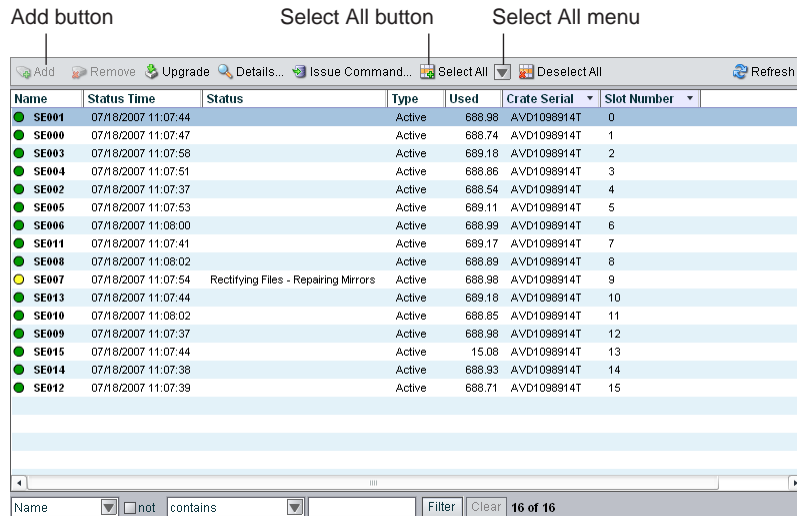 Add button Select All button Select All menu
Add Remove Upgrade Details... Issue Command... Select All Deselect All Refresh
Name Status Time Status Type Used Crate Serial Slot Number
SE001 07/18/2007 11:07:44 Active 688.98 AVD1098914T 0
SE000 07/18/2007 11:07:47 Active 688.74 AVD1098914T 1
SE003 07/18/2007 11:07:58 Active 689.18 AVD1098914T 2
SE004 07/18/2007 11:07:51 Active 688.86 AVD1098914T 3
SE002 07/18/2007 11:07:37 Active 688.54 AVD1098914T 4
SE005 07/18/2007 11:07:53 Active 689.11 AVD1098914T 5
SE006 07/18/2007 11:08:00 Active 688.99 AVD1098914T 6
SE011 07/18/2007 11:07:41 Active 689.17 AVD1098914T 7
SE008 07/18/2007 11:08:02 Active 688.89 AVD1098914T 8
SE007 07/18/2007 11:07:54 Rectifying Files - Repairing Mirrors Active 688.98 AVD1098914T 9
SE013 07/18/2007 11:07:44 Active 689.18 AVD1098914T 10
SE010 07/18/2007 11:08:02 Active 688.85 AVD1098914T 11
SE009 07/18/2007 11:07:37 Active 688.98 AVD1098914T 12
SE015 07/18/2007 11:07:44 Active 15.08 AVD1098914T 13
SE014 07/18/2007 11:07:38 Active 688.93 AVD1098914T 14
SE012 07/18/2007 11:07:39 Active 688.71 AVD1098914T 15
Name not contains Filter Clear 16 of 16